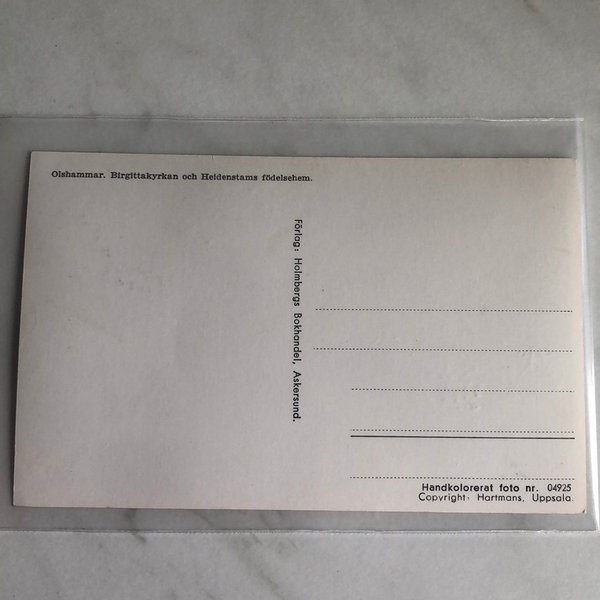 Olshammar. Birgittakyrkan och Heidenstams födelsehem.
Förlag: Holmbergs Bokhandel, Askersund.
Handkolorerat foto nr. 04925
Copyright: Hartmans, Uppsala.